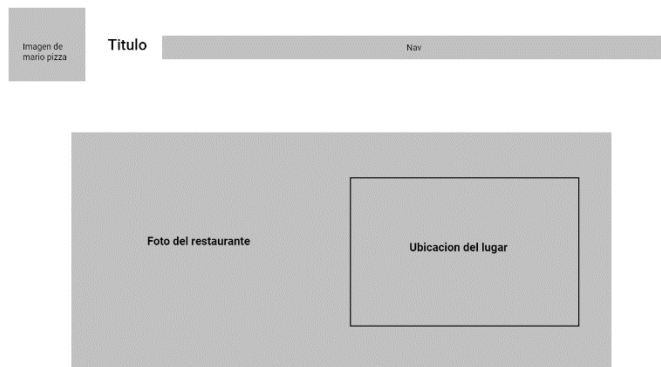 Imagen de
mario pizza
Titulo
Nav
Foto del restaurante
Ubicacion del lugar